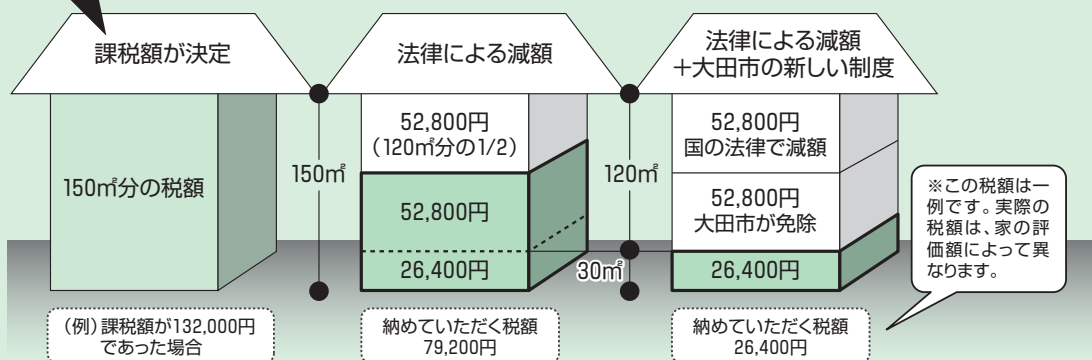 課税額が決定
150㎡分の税額
(例)課税額が132,000円
であった場合
150㎡
法律による減額
52,800円
(120㎡分の1/2)
52,800円
26,400円
納めていただく税額
79,200円
120㎡
30㎡
法律による減額
+大田市の新しい制度
52,800円
国の法律で減額
52,800円
大田市が免除
26,400円
納めていただく税額
26,400円
※この税額は一
例です。実際の
税額は、家の評
価額によって異
なります。